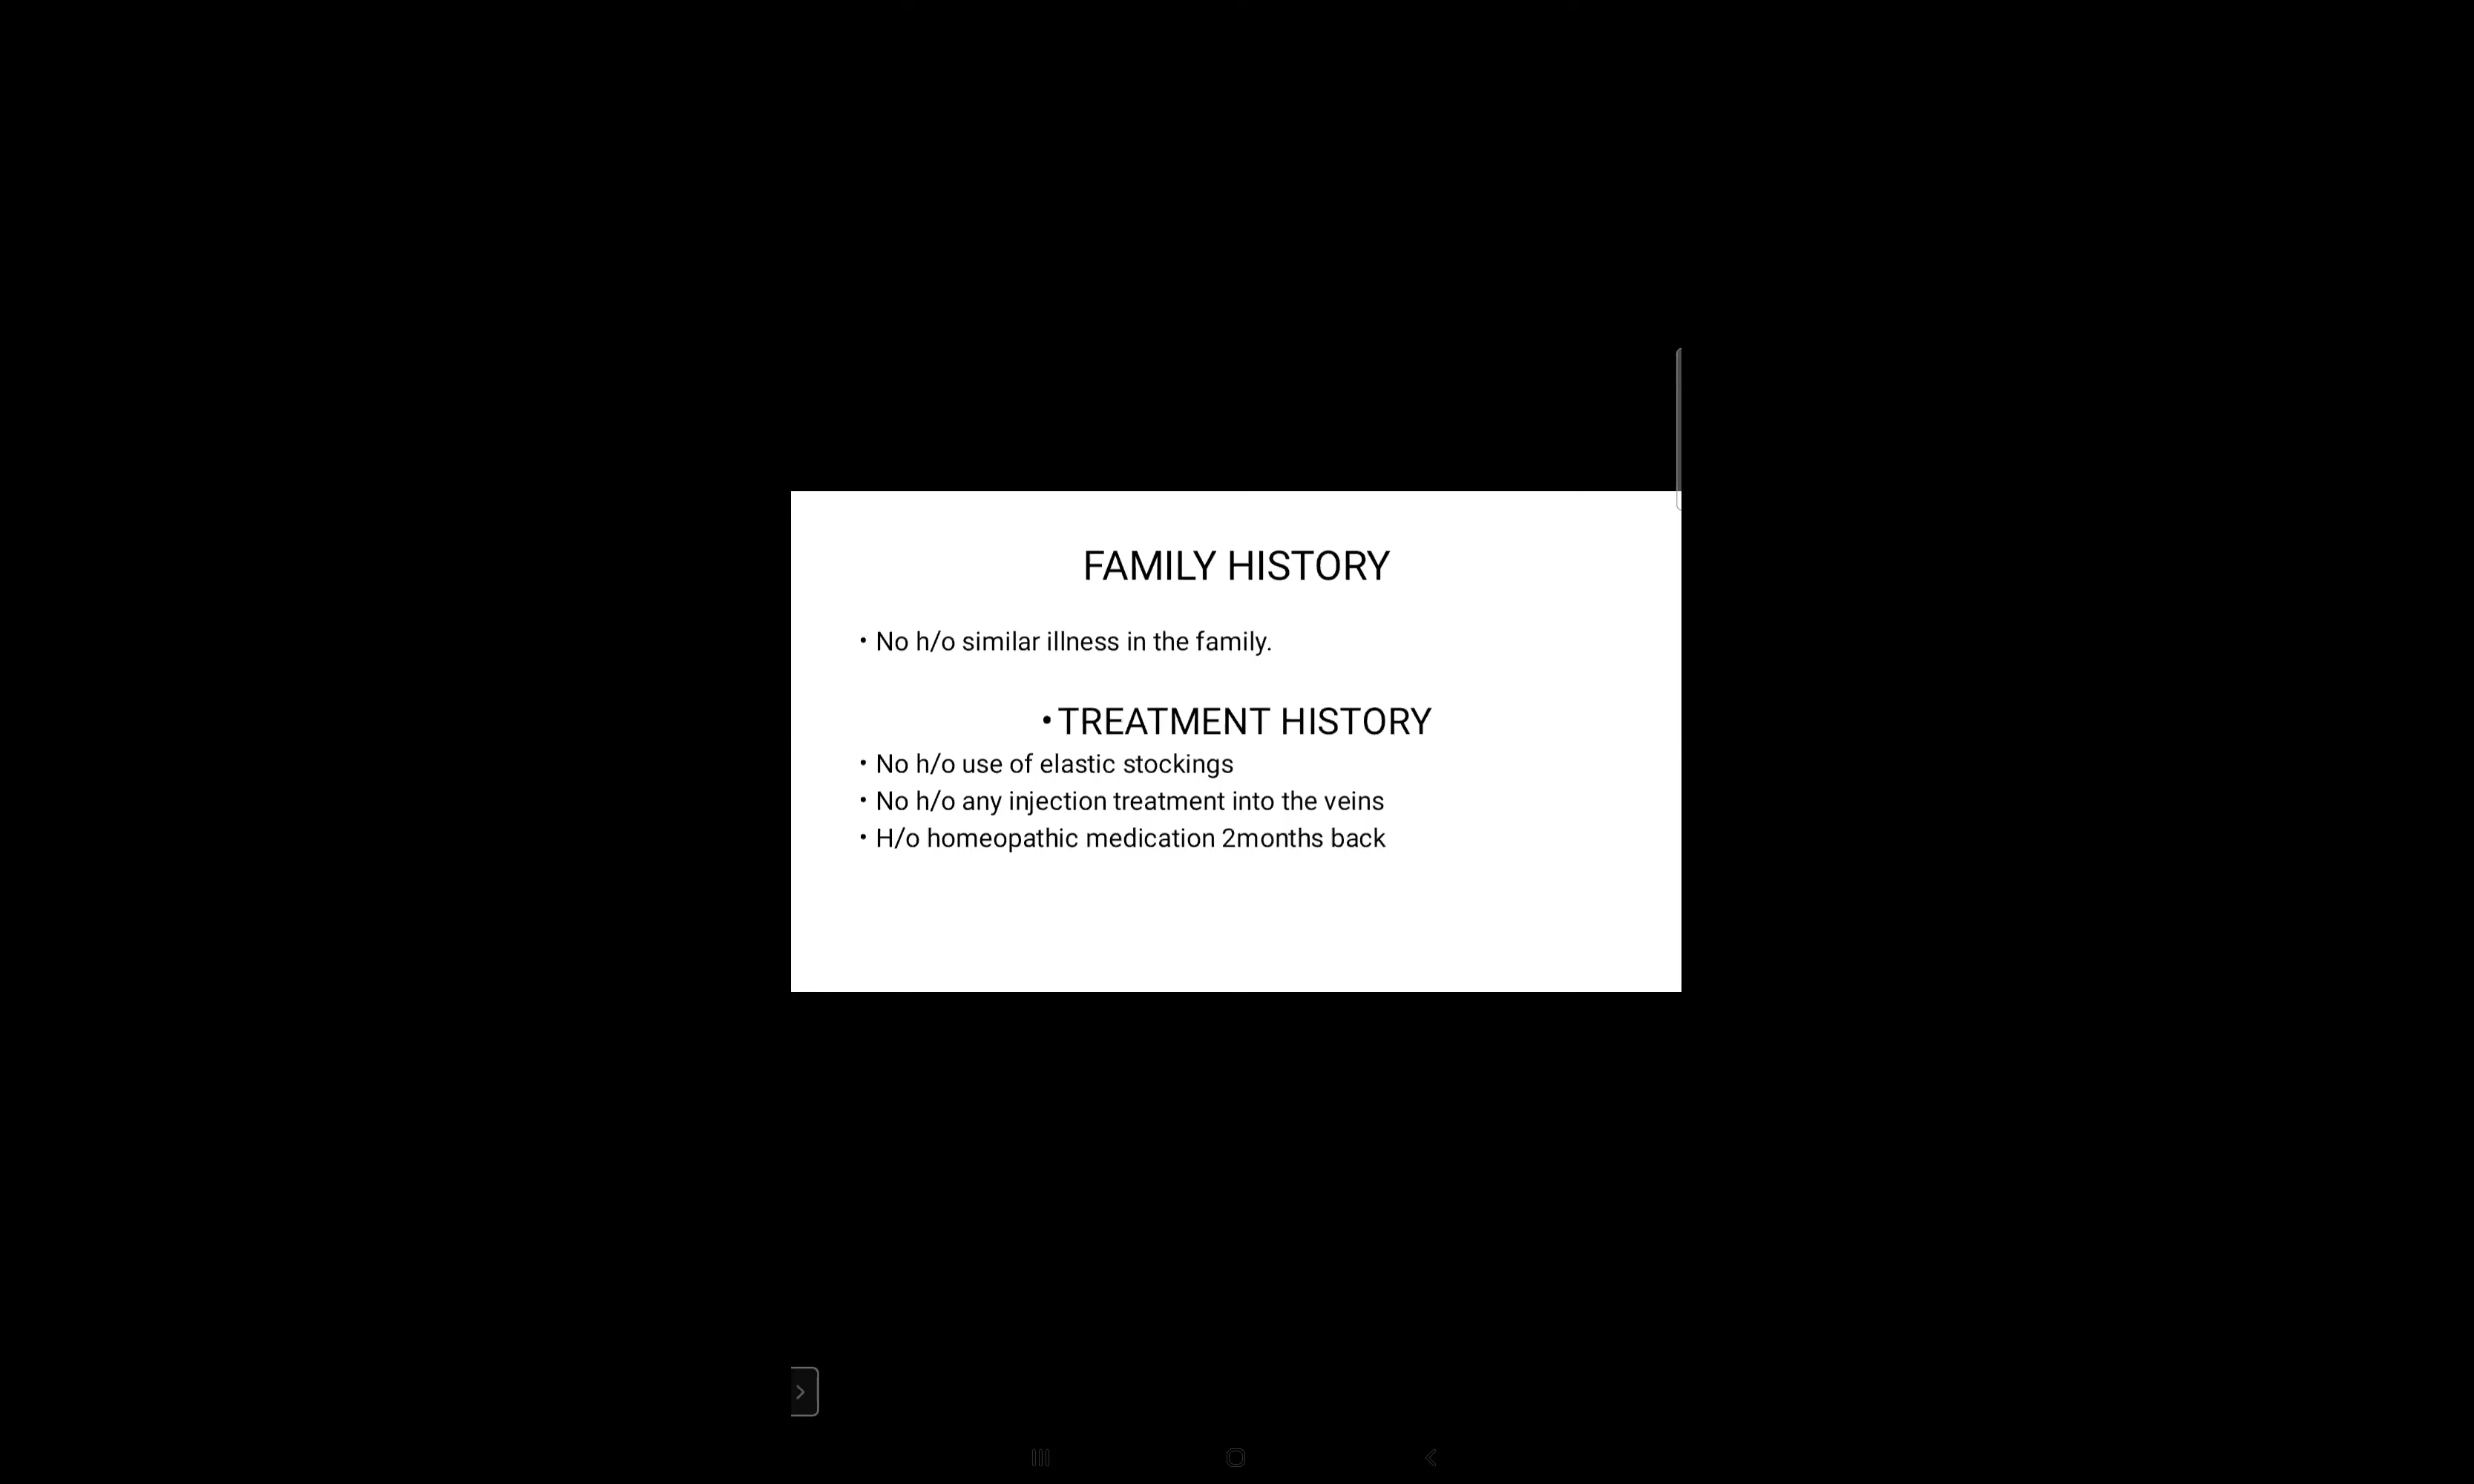 FAMILY HISTORY
• No h/o similar illness in the family.
• TREATMENT HISTORY
• No h/o use of elastic stockings
• No h/o any injection treatment into the veins
• H/o homeopathic medication 2months back